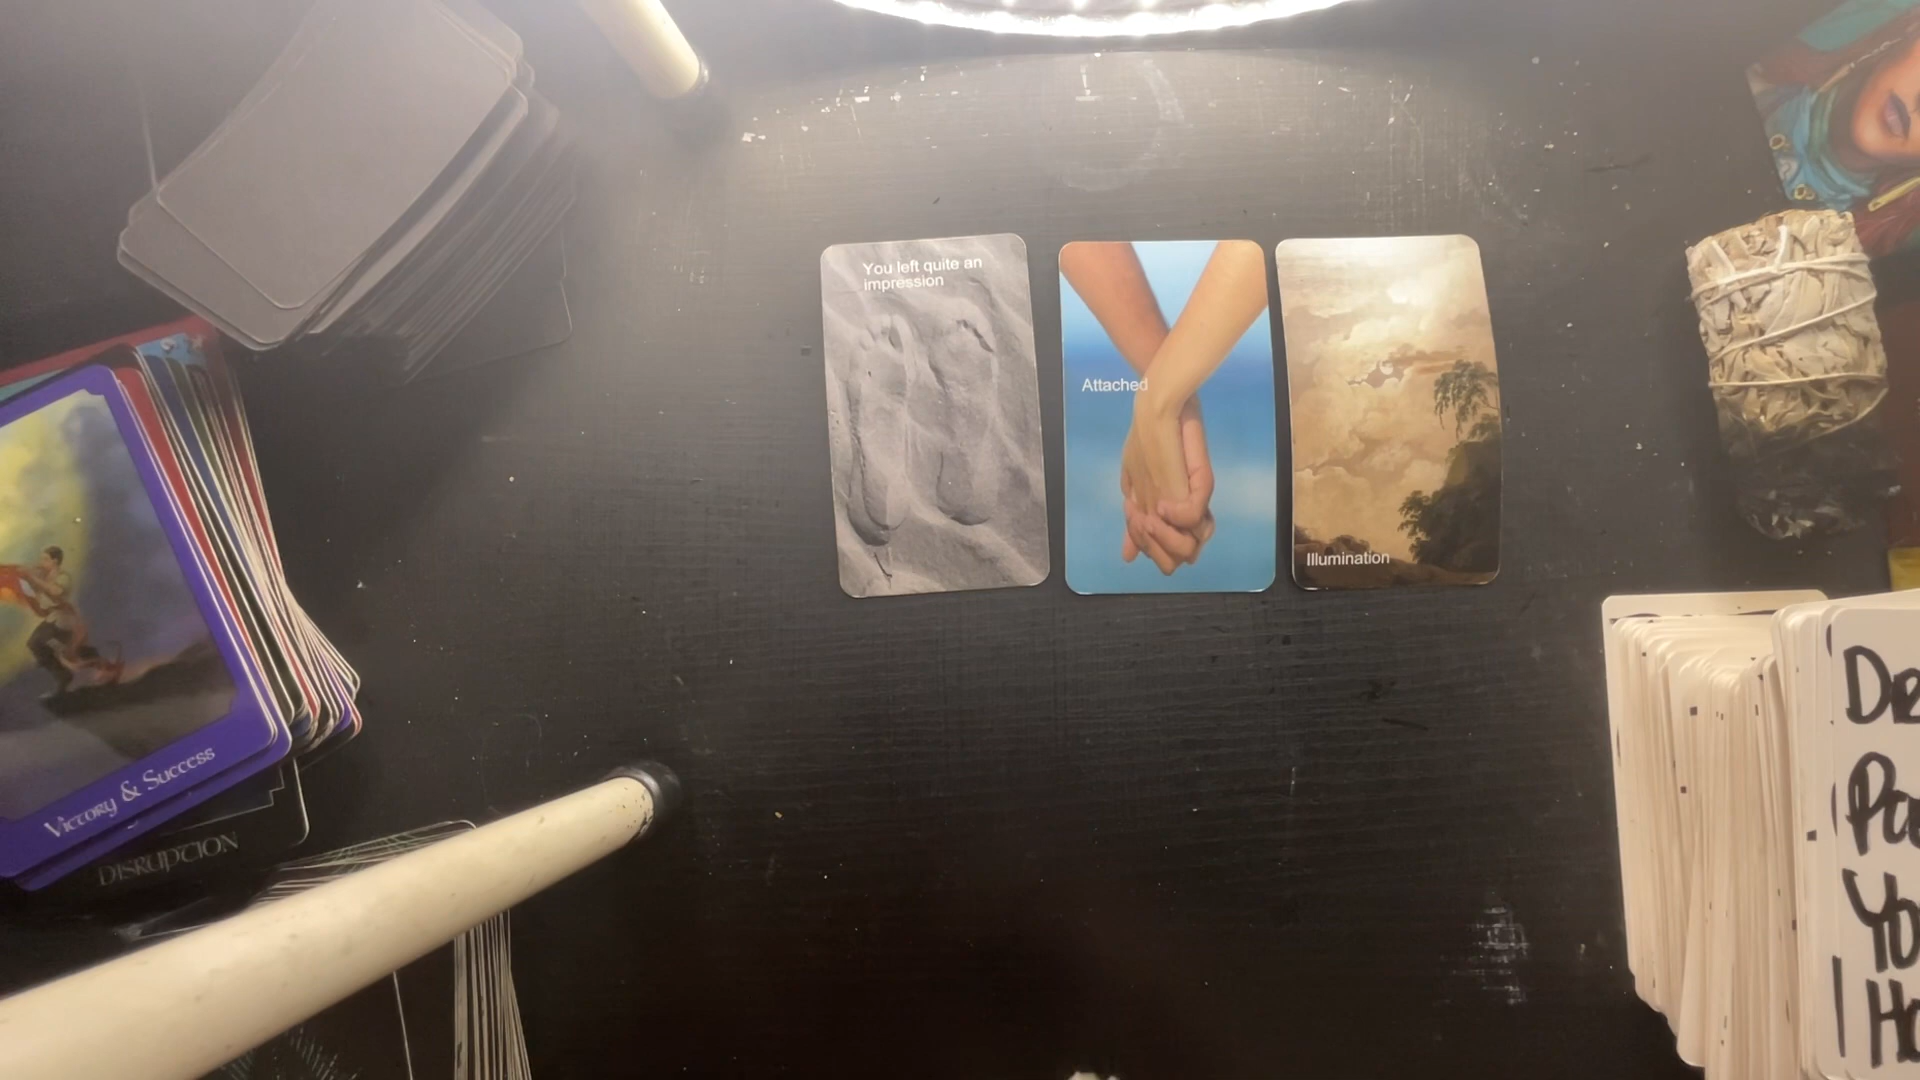 You left quite an
impression
Attached
Illumination
Victory & Success
DISRUPTION